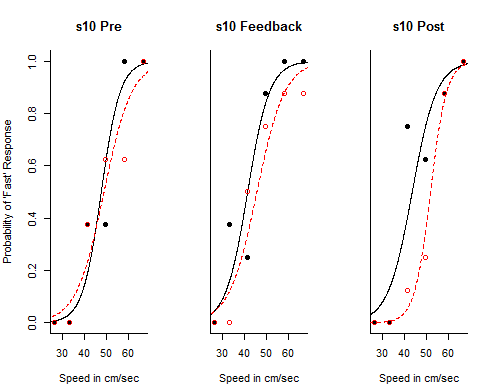 s10 Pre
s10 Feedback
s10 Post
Probability of 'Fast' Response
0.0 0.2 0.4 0.6 0.8 1.0
30 40 50 60
30 40 50 60
30 40 50 60
Speed in cm/sec
Speed in cm/sec
Speed in cm/sec